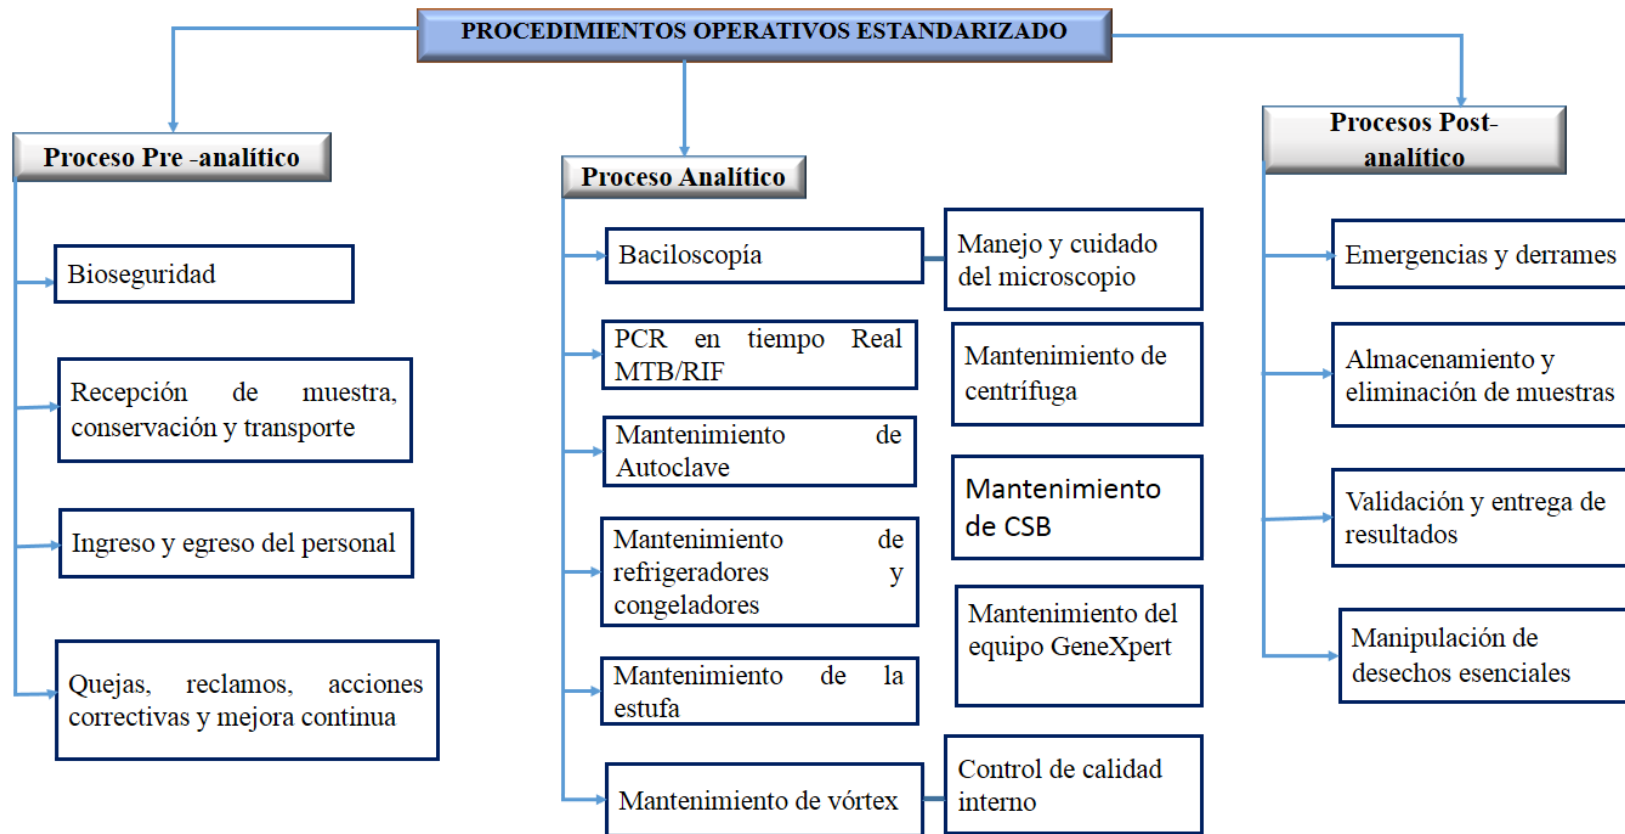 PROCEDIMIENTOS OPERATIVOS ESTANDARIZADO
Proceso Pre -analítico
Bioseguridad
Recepción de muestra,
conservación y transporte
Ingreso y egreso del personal
Quejas, reclamos, acciones
correctivas y mejora continua
Proceso Analítico
Baciloscopía
PCR en tiempo Real
MTB/RIF
Mantenimiento de
Autoclave
Mantenimiento de
refrigeradores y
congeladores
Mantenimiento de la
estufa
Mantenimiento de vórtex
Manejo y cuidado
del microscopio
Mantenimiento de
centrífuga
Mantenimiento
de CSB
Mantenimiento del
equipo GeneXpert
Control de calidad
interno
Procesos Post-
analítico
Emergencias y derrames
Almacenamiento y
eliminación de muestras
Validación y entrega de
resultados
Manipulación de
desechos esenciales